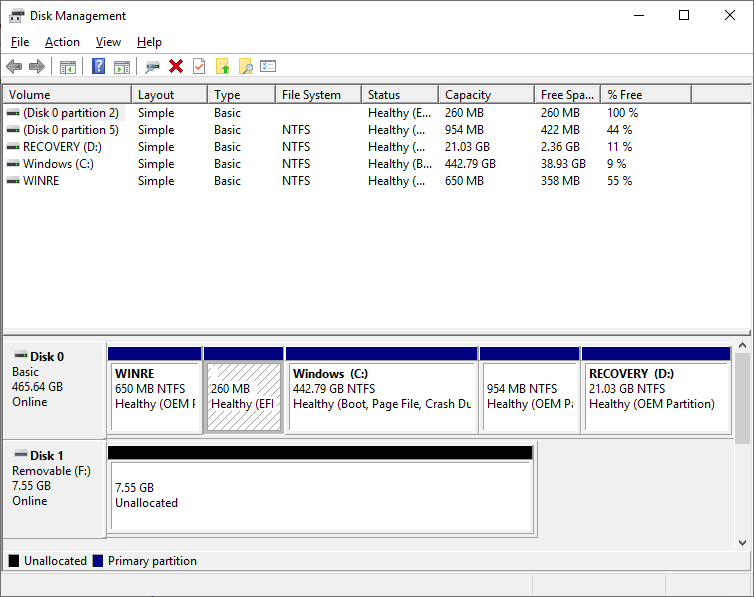 Disk Management
File Action View Help
Volume Layout Type File System Status Capacity Free Spa... % Free
(Disk 0 partition 2) Simple Basic Healthy (E... 260 MB 260 MB 100 %
(Disk 0 partition 5) Simple Basic NTFS Healthy (... 954 MB 422 MB 44 %
RECOVERY (D:) Simple Basic NTFS Healthy (... 21.03 GB 2.36 GB 11 %
Windows (C:) Simple Basic NTFS Healthy (B... 442.79 GB 38.93 GB 9 %
WINRE Simple Basic NTFS Healthy (... 650 MB 358 MB 55 %
Disk 0
Basic
465.64 GB
Online
WINRE
650 MB NTFS
Healthy (OEM P
260 MB
Healthy (EFI
Windows (C:)
442.79 GB NTFS
Healthy (Boot, Page File, Crash Du
954 MB NTFS
Healthy (OEM Pa
RECOVERY (D:)
21.03 GB NTFS
Healthy (OEM Partition)
Disk 1
Removable (F:)
7.55 GB
Online
7.55 GB
Unallocated
Unallocated Primary partition